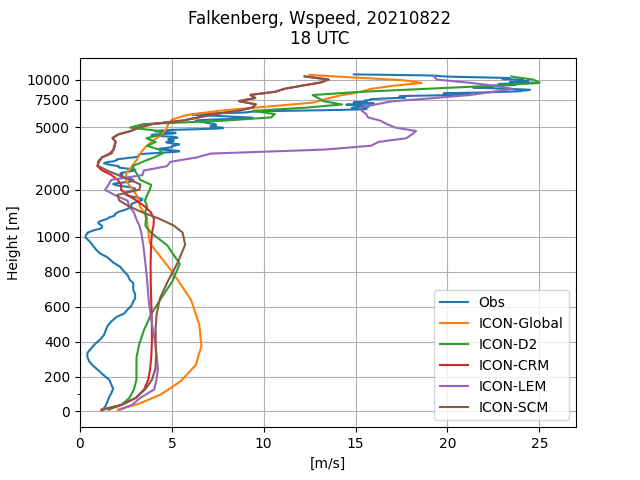 Falkenberg, Wspeed, 20210822
18 UTC
10000
7500
5000
2000
1000
800
600
400
200
0
Height [m]
0 5 10 15 20 25
[m/s]
Obs
ICON-Global
ICON-D2
ICON-CRM
ICON-LEM
ICON-SCM